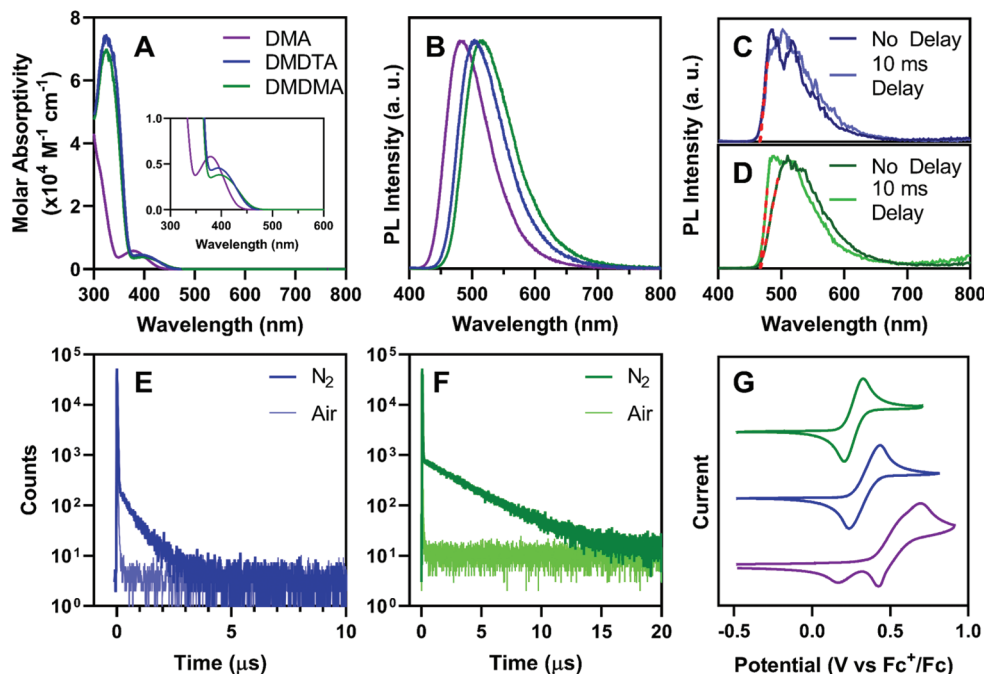 A
DMA
DMDTA
DMDMA
Molar Absorptivity
(x10⁴ M⁻¹ cm⁻¹)
8
6
4
2
0
300 400 500 600 700 800
Wavelength (nm)
1.0
0.5
0.0
300 400 500 600
Wavelength (nm)
B
PL Intensity (a. u.)
400 500 600 700 800
Wavelength (nm)
C
No Delay
10 ms
Delay
D
No Delay
10 ms
Delay
PL Intensity (a. u.)
400 500 600 700 800
Wavelength (nm)
E
N₂
Air
Counts
10⁵
10⁴
10³
10²
10¹
10⁰
0 5 10
Time (μs)
F
N₂
Air
10⁵
10⁴
10³
10²
10¹
10⁰
0 5 10 15 20
Time (μs)
G
Current
-0.5 0.0 0.5 1.0
Potential (V vs Fc⁺/Fc)